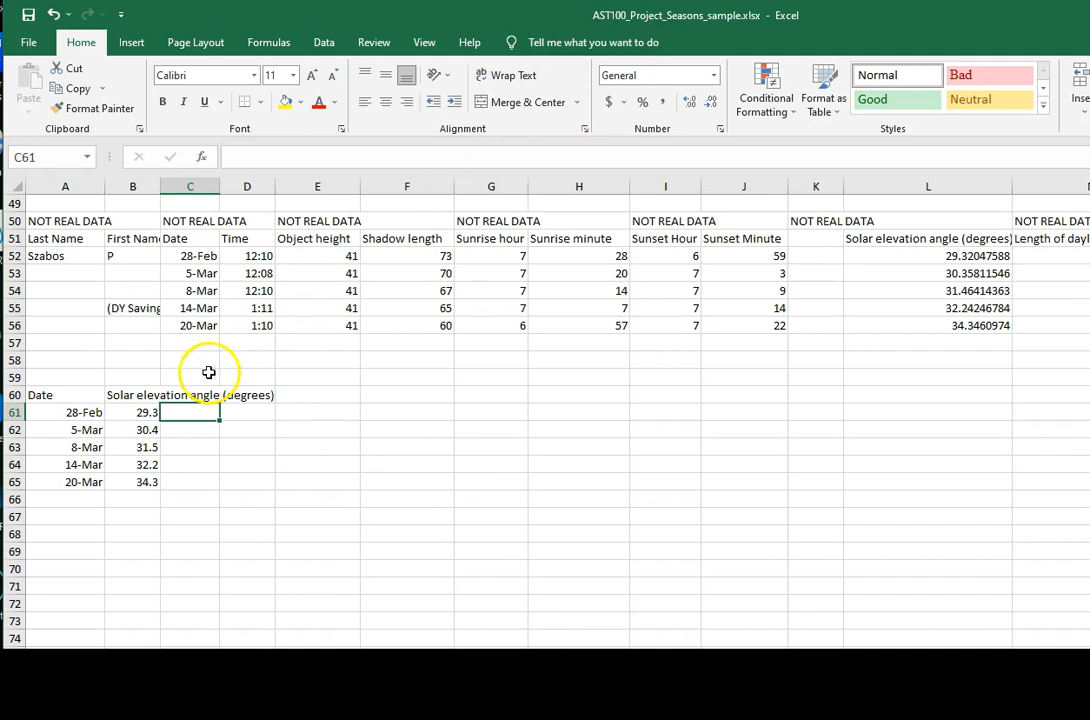 AST100_Project_Seasons_sample.xlsx - Excel
File Home Insert Page Layout Formulas Data Review View Help Tell me what you want to do
Paste Cut Copy Format Painter
Calibri 11
B I U A
Wrap Text
Merge & Center
General
$ % ,
Conditional Formatting
Format as Table
Normal Bad
Good Neutral
Clipboard Font Alignment Number Styles
C61 fx
A B C D E F G H I J K L
49
50 NOT REAL DATA NOT REAL DATA NOT REAL DATA NOT REAL DATA NOT REAL DATA NOT REAL DATA NOT REAL DATA
51 Last Name First Name Date Time Object height Shadow length Sunrise hour Sunrise minute Sunset Hour Sunset Minute Solar elevation angle (degrees) Length of dayl
52 Szabos P 28-Feb 12:10 41 73 7 28 6 59 29.32047588
53 5-Mar 12:08 41 70 7 20 7 3 30.35811546
54 8-Mar 12:10 41 67 7 14 7 9 31.46414363
55 (DY Saving 14-Mar 1:11 41 65 7 7 7 14 32.24246784
56 20-Mar 1:10 41 60 6 57 7 22 34.3460974
57
58
59
60 Date Solar elevation angle (degrees)
61 28-Feb 29.3
62 5-Mar 30.4
63 8-Mar 31.5
64 14-Mar 32.2
65 20-Mar 34.3
66
67
68
69
70
71
72
73
74